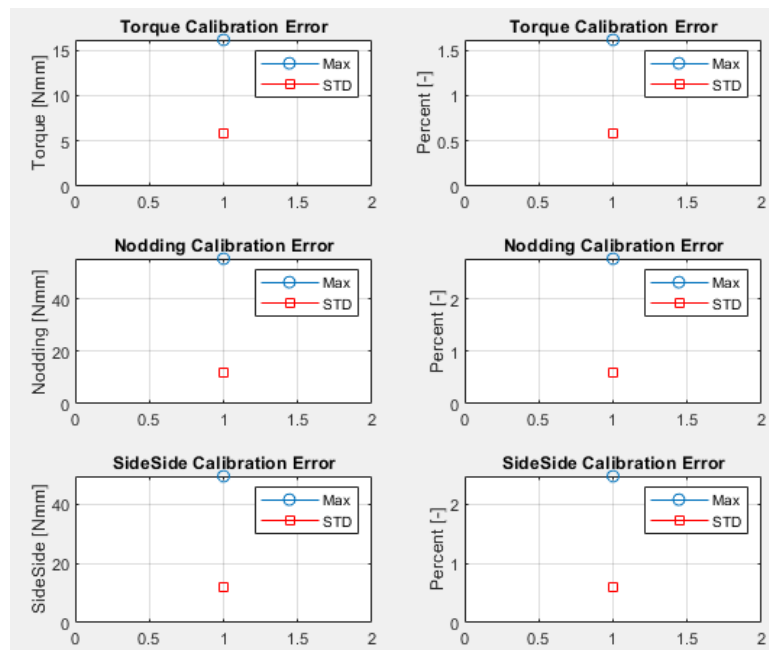 Torque Calibration Error
Torque [Nmm]
15
10
5
0
0 0.5 1 1.5 2
Max
STD
Torque Calibration Error
Percent [-]
1.5
1
0.5
0
0 0.5 1 1.5 2
Max
STD
Nodding Calibration Error
Nodding [Nmm]
40
20
0
0 0.5 1 1.5 2
Max
STD
Nodding Calibration Error
Percent [-]
2
1
0
0 0.5 1 1.5 2
Max
STD
SideSide Calibration Error
SideSide [Nmm]
40
20
0
0 0.5 1 1.5 2
Max
STD
SideSide Calibration Error
Percent [-]
2
1
0
0 0.5 1 1.5 2
Max
STD